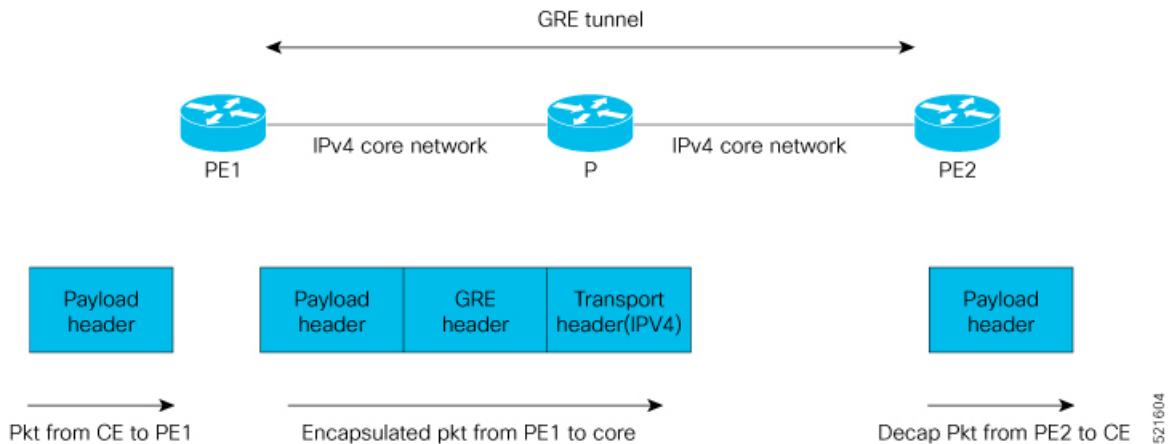 GRE tunnel
IPv4 core network
IPv4 core network
PE1
P
PE2
Payload
header
Payload
header
GRE
header
Transport
header(IPV4)
Payload
header
Pkt from CE to PE1
Encapsulated pkt from PE1 to core
Decap Pkt from PE2 to CE
521604